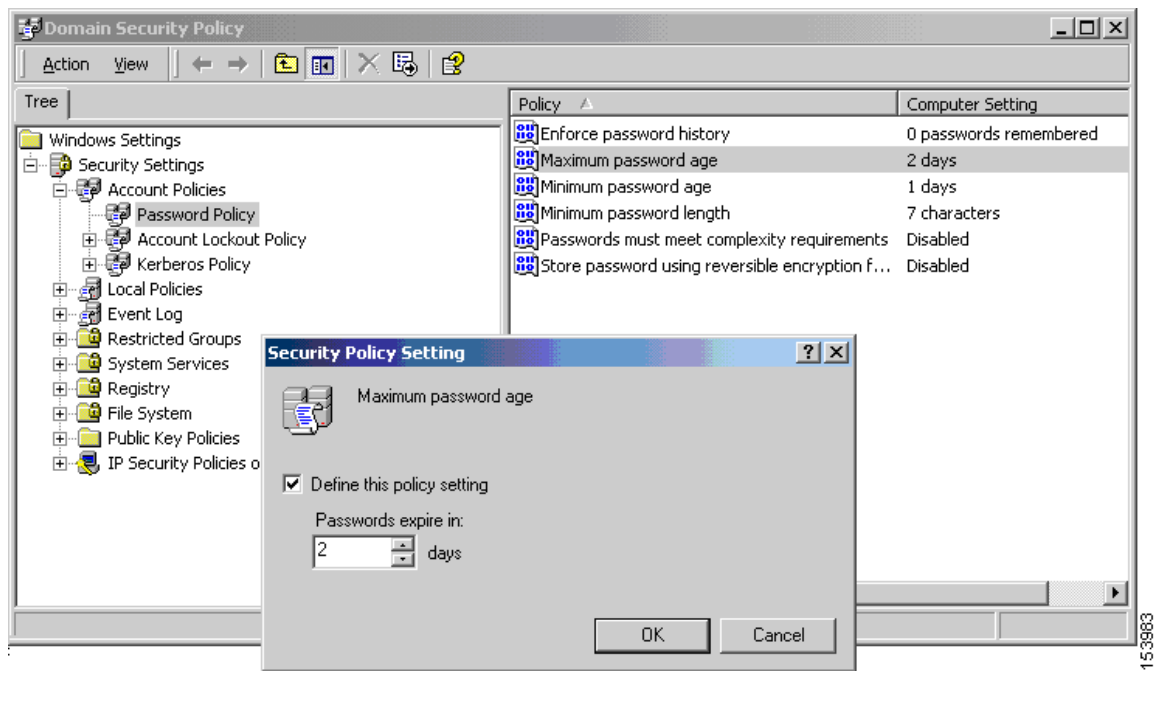 Domain Security Policy
Action View
Tree
Policy Computer Setting
Windows Settings
Security Settings
Account Policies
Password Policy
Account Lockout Policy
Kerberos Policy
Local Policies
Event Log
Restricted Groups
System Services
Registry
File System
Public Key Policies
IP Security Policies o
Enforce password history 0 passwords remembered
Maximum password age 2 days
Minimum password age 1 days
Minimum password length 7 characters
Passwords must meet complexity requirements Disabled
Store password using reversible encryption f... Disabled
Security Policy Setting
Maximum password age
Define this policy setting
Passwords expire in:
2 days
OK Cancel
153983